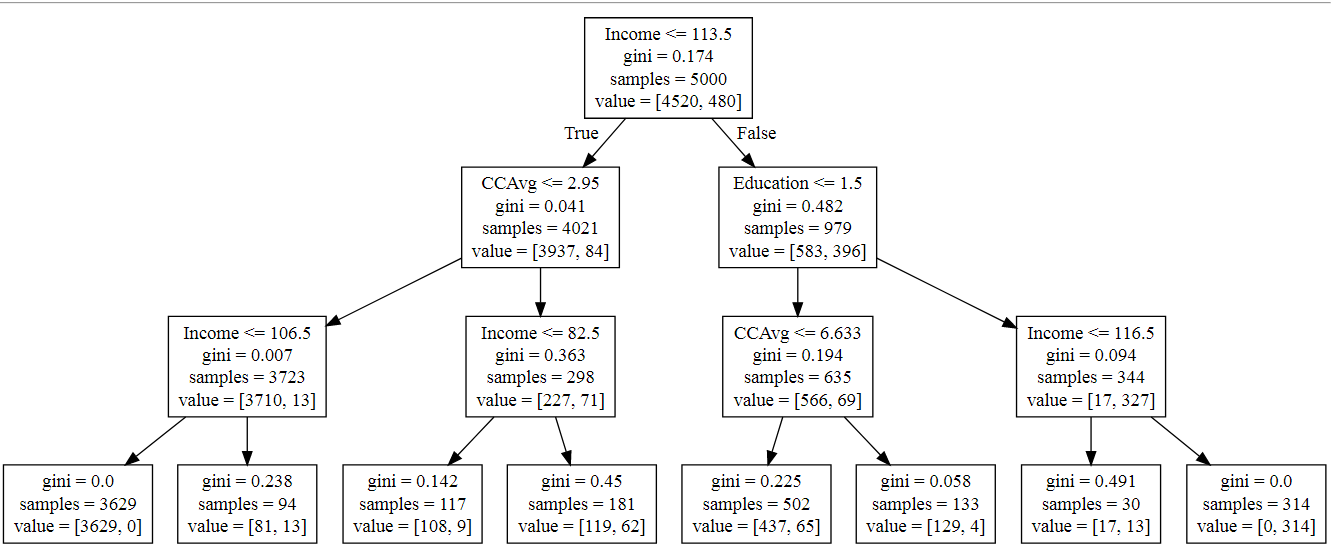 Income <= 113.5
gini = 0.174
samples = 5000
value = [4520, 480]
True
False
CCAvg <= 2.95
gini = 0.041
samples = 4021
value = [3937, 84]
Education <= 1.5
gini = 0.482
samples = 979
value = [583, 396]
Income <= 106.5
gini = 0.007
samples = 3723
value = [3710, 13]
Income <= 82.5
gini = 0.363
samples = 298
value = [227, 71]
CCAvg <= 6.633
gini = 0.194
samples = 635
value = [566, 69]
Income <= 116.5
gini = 0.094
samples = 344
value = [17, 327]
gini = 0.0
samples = 3629
value = [3629, 0]
gini = 0.238
samples = 94
value = [81, 13]
gini = 0.142
samples = 117
value = [108, 9]
gini = 0.45
samples = 181
value = [119, 62]
gini = 0.225
samples = 502
value = [437, 65]
gini = 0.058
samples = 133
value = [129, 4]
gini = 0.491
samples = 30
value = [17, 13]
gini = 0.0
samples = 314
value = [0, 314]